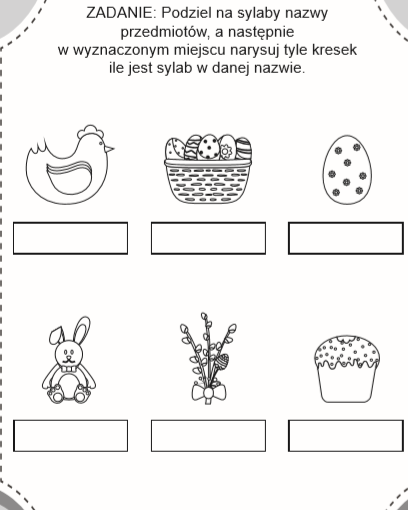 ZADANIE: Podziel na sylaby nazwy
przedmiotów, a następnie
w wyznaczonym miejscu narysuj tyle kresek
ile jest sylab w danej nazwie.